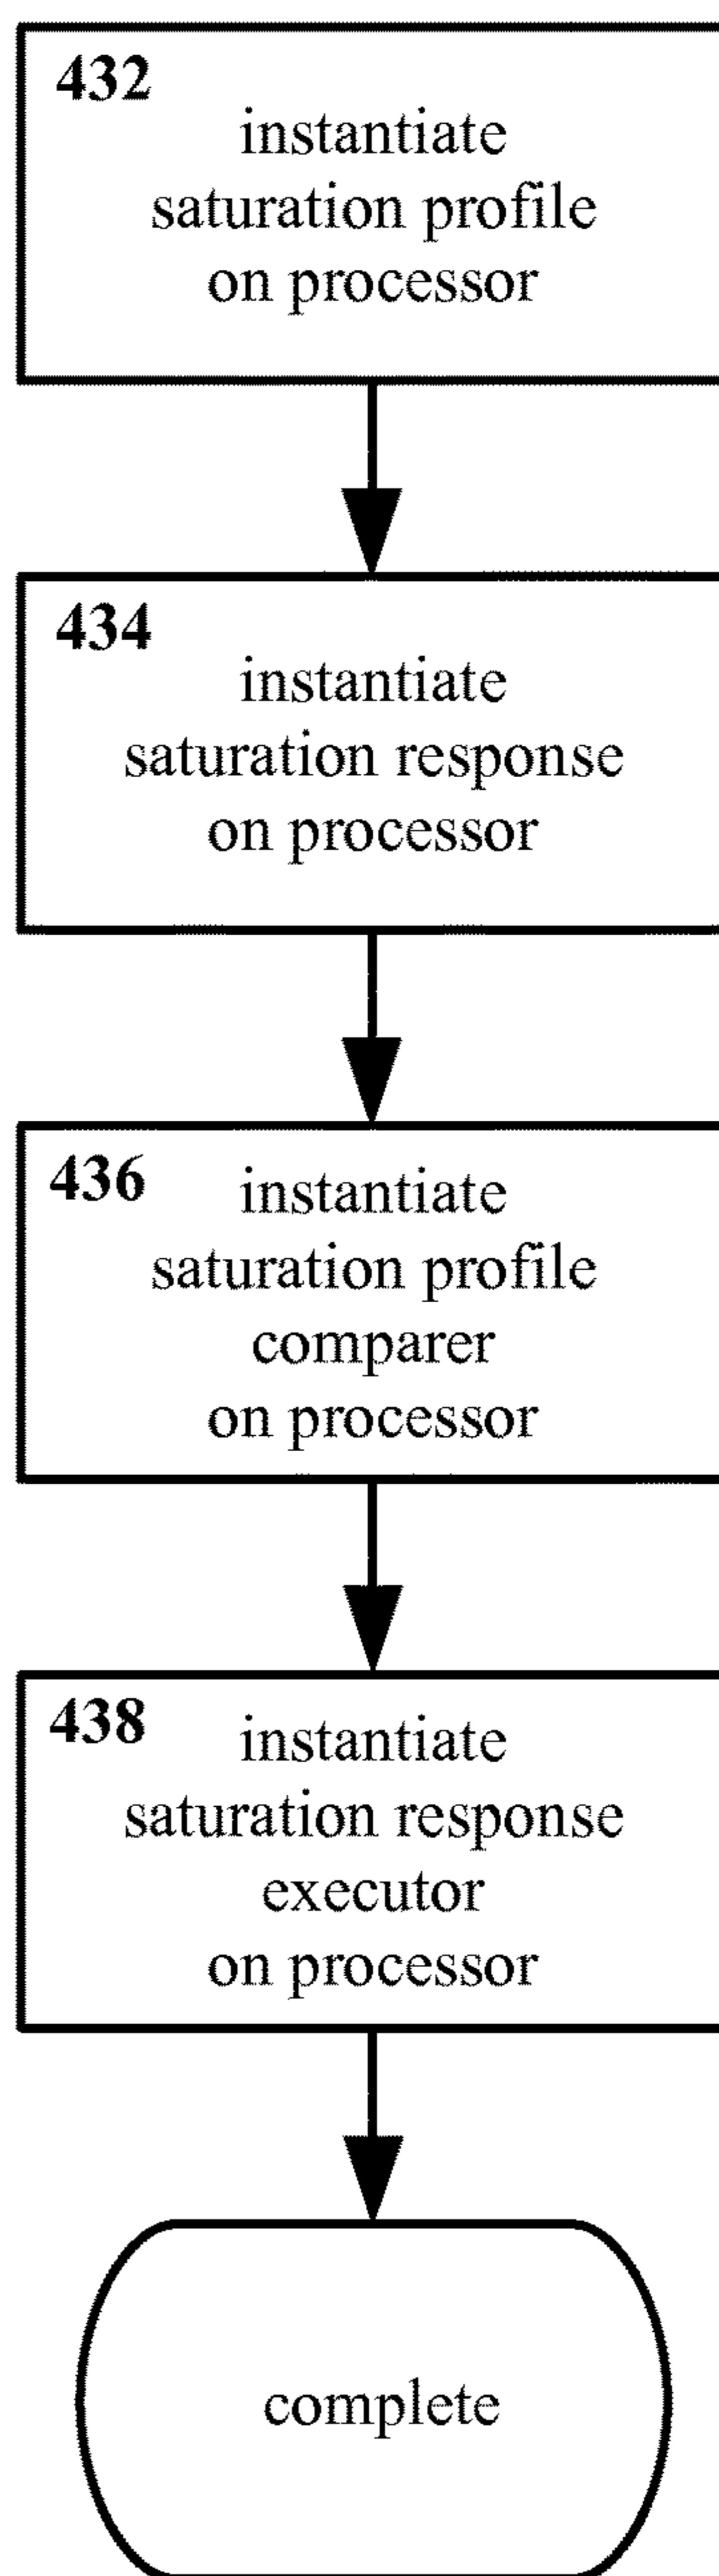 432
instantiate
saturation profile
on processor
434
instantiate
saturation response
on processor
436
instantiate
saturation profile
comparer
on processor
438
instantiate
saturation response
executor
on processor
complete